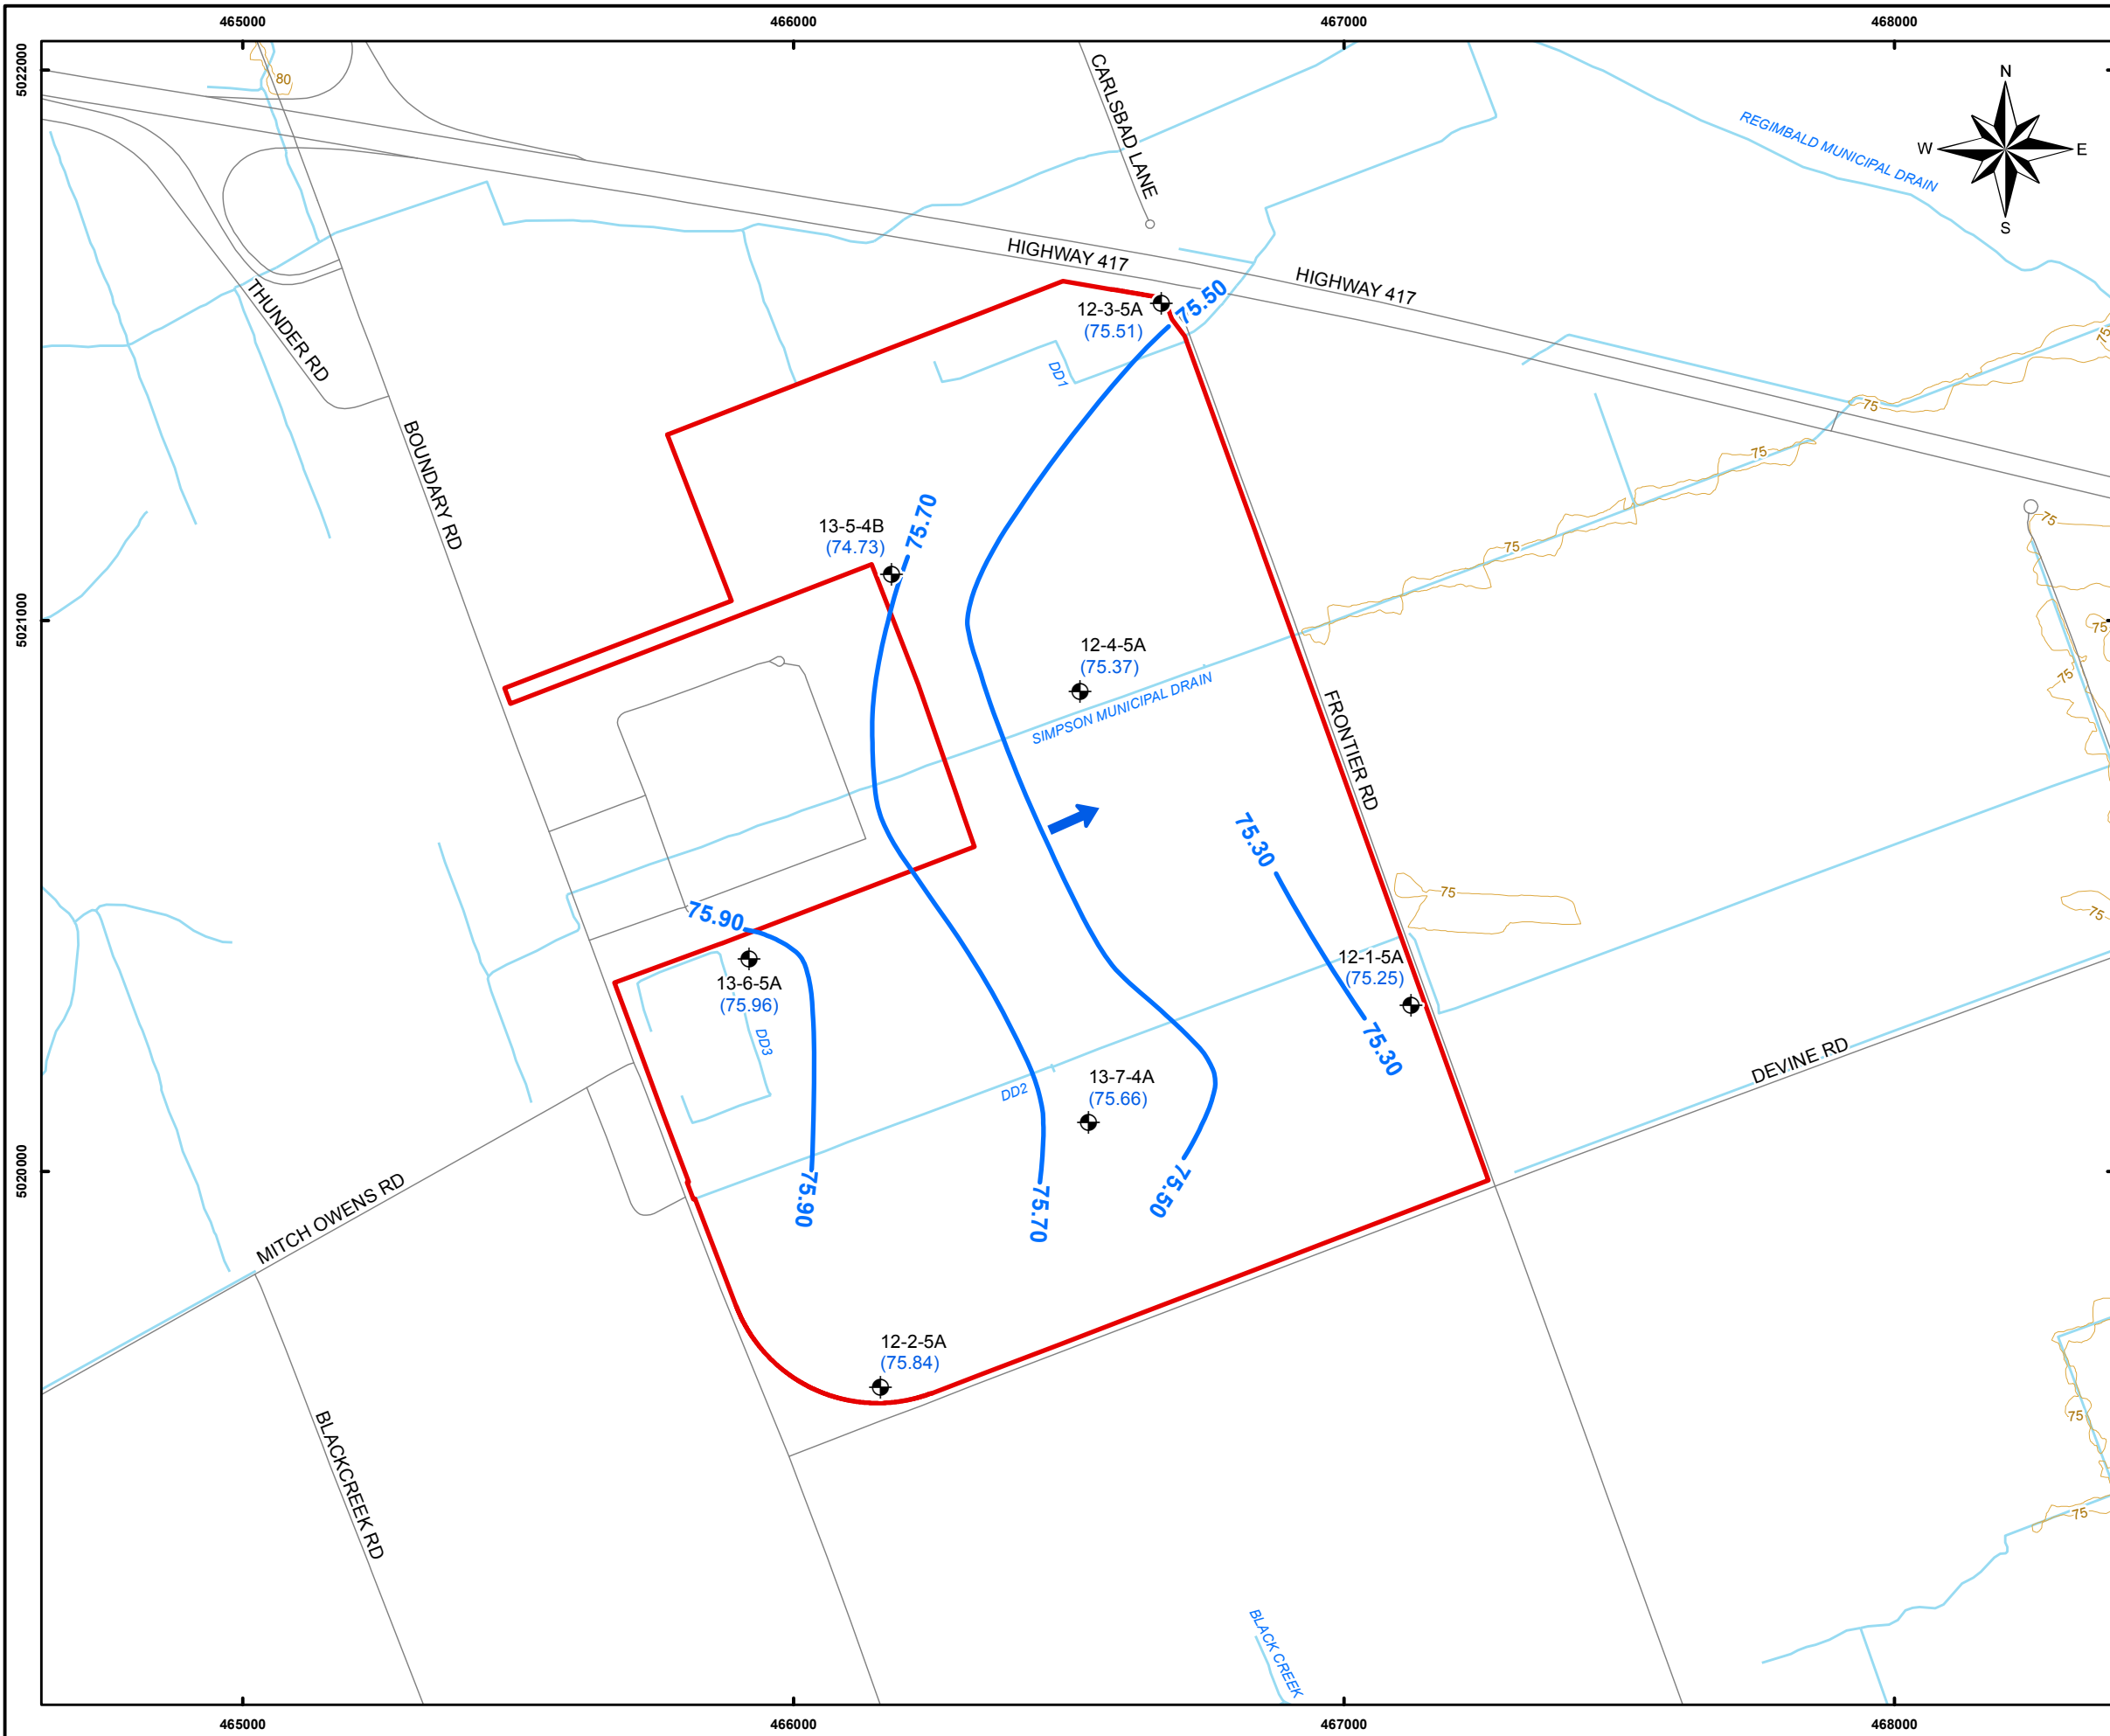 465000
466000
467000
468000
5022000
5021000
5020000
80
CARLSBAD LANE
REGIMBALD MUNICIPAL DRAIN
N
W
E
S
HIGHWAY 417
HIGHWAY 417
THUNDER RD
12-3-5A
(75.51)
75.50
DD1
75
75
75
75
75
BOUNDARY RD
13-5-4B
(74.73)
75.70
12-4-5A
(75.37)
SIMPSON MUNICIPAL DRAIN
FRONTIER RD
75
75
75.30
75
75
75.90
13-6-5A
(75.96)
DD3
12-1-5A
(75.25)
75.30
DEVINE RD
13-7-4A
(75.66)
DD2
75.90
75.70
75.50
MITCH OWENS RD
12-2-5A
(75.84)
BLACKCREEK RD
75
75
BLACK CREEK
465000
466000
467000
468000